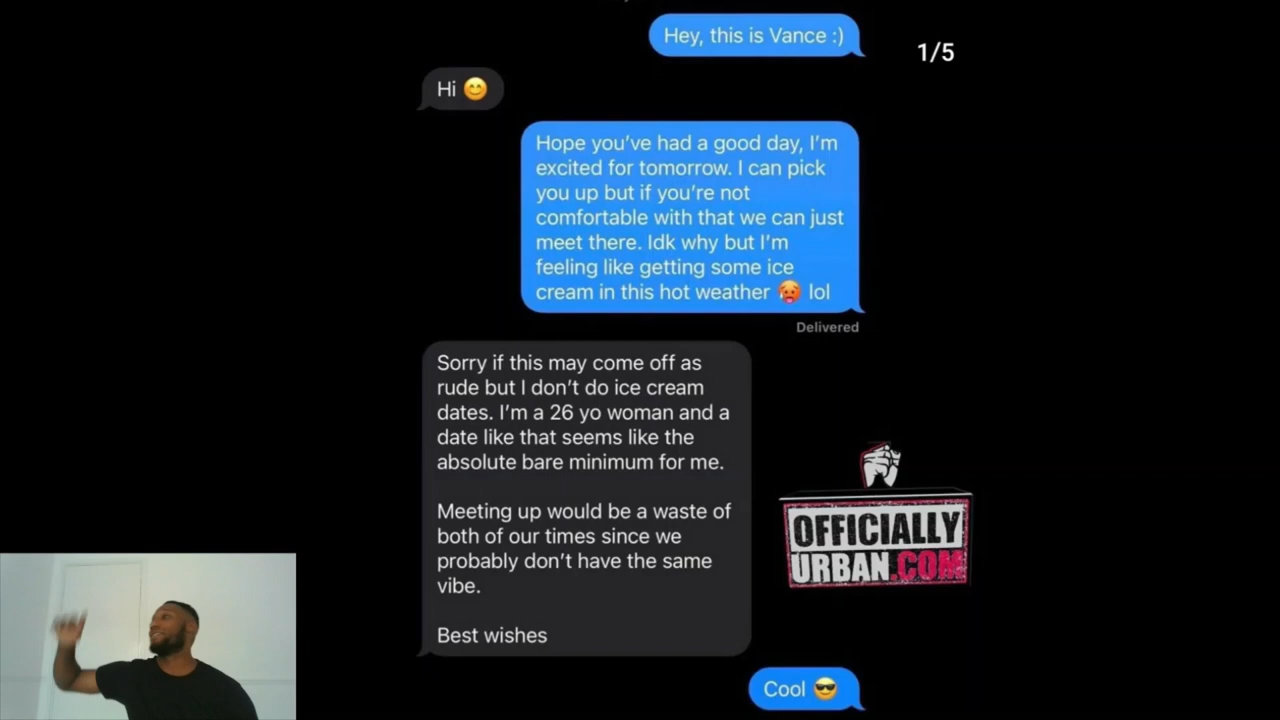 Hey, this is Vance :)
1/5
Hi 😊
Hope you’ve had a good day, I’m
excited for tomorrow. I can pick
you up but if you’re not
comfortable with that we can just
meet there. Idk why but I’m
feeling like getting some ice
cream in this hot weather 🥵 lol
Delivered
Sorry if this may come off as
rude but I don’t do ice cream
dates. I’m a 26 yo woman and a
date like that seems like the
absolute bare minimum for me.
Meeting up would be a waste of
both of our times since we
probably don’t have the same
vibe.
Best wishes
OFFICIALLY
URBAN.COM
Cool 😎